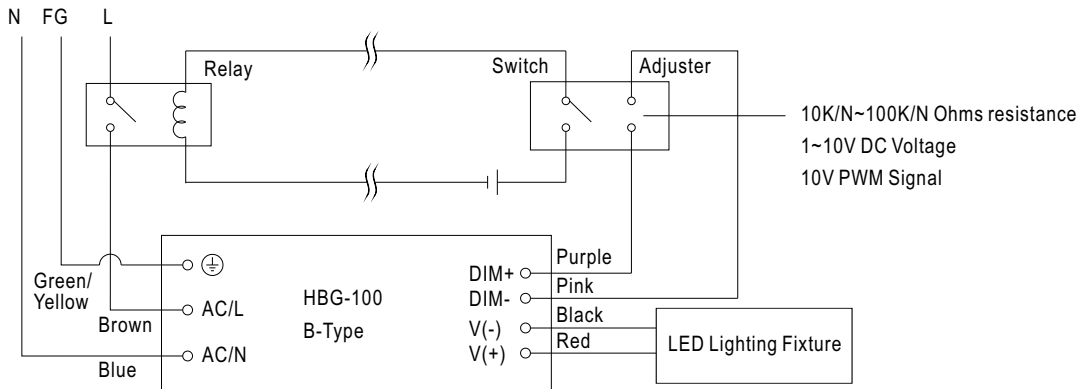 N FG L
Relay
Switch
Adjuster
10K/N~100K/N Ohms resistance
1~10V DC Voltage
10V PWM Signal
Green/
Yellow
Brown
Blue
AC/L
AC/N
HBG-100
B-Type
DIM+
DIM-
V(-)
V(+)
Purple
Pink
Black
Red
LED Lighting Fixture